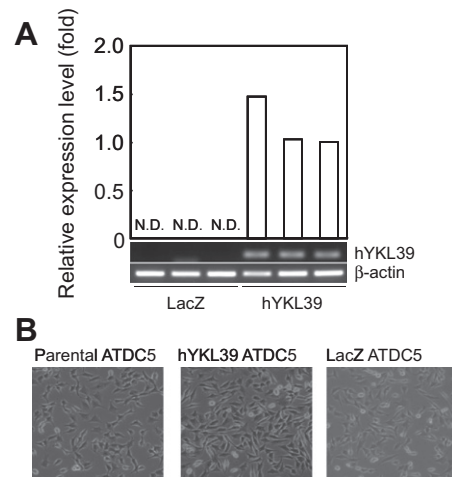 A
Relative expression level (fold)
2.0
1.5
1.0
0.5
0
N.D. N.D. N.D.
hYKL39
β-actin
LacZ hYKL39
B
Parental ATDC5 hYKL39 ATDC5 LacZ ATDC5